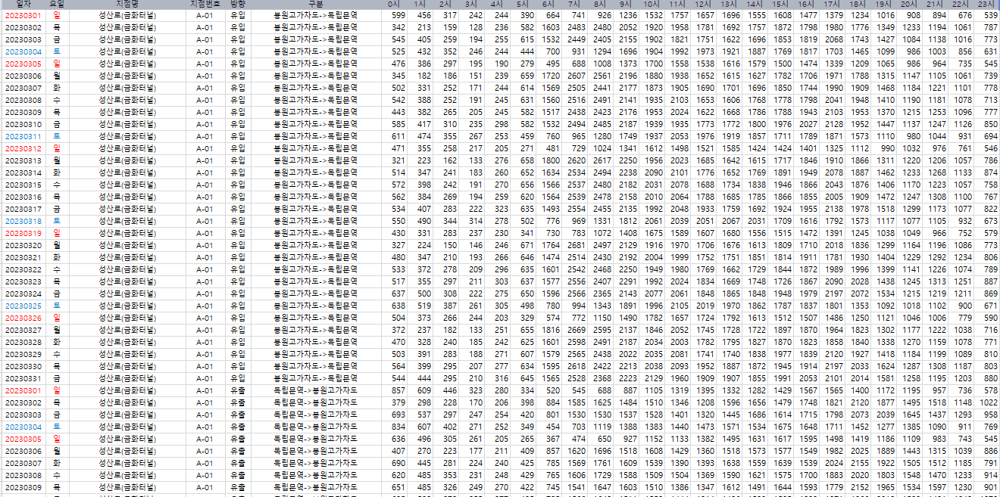 일자 요일 지점명 지점번호 방향 구분 0시 1시 2시 3시 4시 5시 6시 7시 8시 9시 10시 11시 12시 13시 14시 15시 16시 17시 18시 19시 20시 21시 22시 23시
20230301 일 성산로(금화터널) A-01 유입 봉원고가차도->독립문역 599 456 317 242 244 390 664 741 926 1236 1532 1757 1657 1696 1555 1608 1477 1379 1234 1016 908 894 676 539
20230302 목 성산로(금화터널) A-01 유입 봉원고가차도->독립문역 342 213 159 128 236 582 1603 2483 2480 2052 1920 1958 1781 1692 1757 1872 1798 1980 1776 1349 1233 1194 1061 787
20230303 금 성산로(금화터널) A-01 유입 봉원고가차도->독립문역 545 405 259 194 255 615 1532 2449 2405 2155 1902 1821 1751 1622 1696 1853 1819 2068 1743 1427 1084 1138 1016 773
20230304 토 성산로(금화터널) A-01 유입 봉원고가차도->독립문역 525 432 352 246 244 444 700 931 1294 1696 1904 1992 1973 1921 1887 1769 1817 1703 1465 1099 986 1003 856 631
20230305 일 성산로(금화터널) A-01 유입 봉원고가차도->독립문역 476 386 297 195 190 279 495 688 1008 1373 1700 1558 1538 1616 1579 1500 1474 1339 1209 1065 986 964 735 545
20230306 월 성산로(금화터널) A-01 유입 봉원고가차도->독립문역 345 182 186 151 239 659 1720 2607 2561 2196 1880 1938 1652 1615 1627 1782 1706 1971 1788 1315 1147 1105 1061 739
20230307 화 성산로(금화터널) A-01 유입 봉원고가차도->독립문역 502 331 252 171 244 614 1569 2505 2441 2177 1873 1905 1690 1701 1696 1850 1744 1990 1909 1468 1184 1221 1101 778
20230308 수 성산로(금화터널) A-01 유입 봉원고가차도->독립문역 542 388 252 191 245 631 1560 2516 2491 2141 1935 2103 1653 1606 1768 1778 1798 2041 1948 1410 1190 1181 1078 713
20230309 목 성산로(금화터널) A-01 유입 봉원고가차도->독립문역 443 382 265 205 245 582 1517 2438 2423 2176 1953 2024 1622 1668 1786 1788 1943 2103 1953 1370 1215 1253 1096 777
20230310 금 성산로(금화터널) A-01 유입 봉원고가차도->독립문역 585 417 310 235 298 582 1532 2494 2485 2187 1939 1935 1773 1772 1800 1976 2027 2128 1952 1447 1137 1247 1126 850
20230311 토 성산로(금화터널) A-01 유입 봉원고가차도->독립문역 611 474 355 267 253 459 760 965 1280 1749 1937 2053 1976 1919 1857 1711 1789 1871 1573 1110 980 1044 931 694
20230312 일 성산로(금화터널) A-01 유입 봉원고가차도->독립문역 471 355 258 217 205 271 481 729 1024 1341 1612 1498 1521 1585 1424 1424 1401 1325 1112 990 1032 976 761 546
20230313 월 성산로(금화터널) A-01 유입 봉원고가차도->독립문역 321 223 162 133 276 658 1800 2620 2617 2250 1956 2023 1685 1642 1615 1717 1846 1910 1866 1311 1220 1206 1057 786
20230314 화 성산로(금화터널) A-01 유입 봉원고가차도->독립문역 514 347 241 183 260 652 1634 2534 2494 2238 2090 2101 1776 1652 1769 1891 1949 2078 1887 1462 1233 1268 1133 874
20230315 수 성산로(금화터널) A-01 유입 봉원고가차도->독립문역 572 398 242 191 270 656 1566 2537 2480 2182 2031 2078 1688 1734 1838 1946 1866 2043 1876 1406 1170 1223 1057 758
20230316 목 성산로(금화터널) A-01 유입 봉원고가차도->독립문역 562 384 269 194 259 620 1564 2539 2478 2158 2010 2064 1788 1685 1785 1866 1855 2005 1909 1472 1247 1308 1100 767
20230317 금 성산로(금화터널) A-01 유입 봉원고가차도->독립문역 534 407 283 222 323 635 1493 2554 2455 2135 1992 2048 1933 1759 1692 1924 1955 2138 1978 1518 1299 1173 1077 822
20230318 토 성산로(금화터널) A-01 유입 봉원고가차도->독립문역 550 490 344 314 278 502 776 969 1331 1812 2061 2039 2051 2067 2031 1709 1616 1792 1573 1117 1077 1105 932 673
20230319 일 성산로(금화터널) A-01 유입 봉원고가차도->독립문역 430 331 283 237 230 341 730 783 1072 1408 1675 1589 1607 1680 1556 1515 1472 1391 1245 1038 1049 966 752 579
20230320 월 성산로(금화터널) A-01 유입 봉원고가차도->독립문역 327 224 150 146 246 671 1764 2681 2497 2129 1916 1970 1706 1676 1613 1809 1710 2018 1836 1299 1164 1196 1086 773
20230321 화 성산로(금화터널) A-01 유입 봉원고가차도->독립문역 480 347 210 193 266 646 1474 2514 2430 2192 2004 1999 1752 1751 1851 1814 1911 1781 1930 1404 1229 1292 1234 806
20230322 수 성산로(금화터널) A-01 유입 봉원고가차도->독립문역 533 372 278 209 296 635 1601 2542 2468 2250 1949 1980 1769 1662 1729 1844 1872 1989 1996 1399 1141 1226 1074 789
20230323 목 성산로(금화터널) A-01 유입 봉원고가차도->독립문역 517 355 297 211 303 637 1577 2556 2407 2291 1992 2024 1834 1669 1748 1726 1867 2090 2028 1438 1245 1313 1251 887
20230324 금 성산로(금화터널) A-01 유입 봉원고가차도->독립문역 637 500 308 222 275 650 1596 2566 2365 2143 2077 2061 1848 1865 1848 1948 1979 2197 2072 1534 1215 1219 1211 869
20230325 토 성산로(금화터널) A-01 유입 봉원고가차도->독립문역 638 519 387 261 305 498 780 994 1343 1891 1996 2105 2019 1970 1862 1787 1837 1801 1353 1092 1018 1102 900 671
20230326 일 성산로(금화터널) A-01 유입 봉원고가차도->독립문역 504 373 266 244 203 329 574 772 1150 1490 1782 1657 1724 1792 1613 1512 1507 1486 1250 1121 1046 1006 779 590
20230327 월 성산로(금화터널) A-01 유입 봉원고가차도->독립문역 372 237 182 133 251 655 1816 2669 2595 2137 1846 2052 1745 1728 1722 1897 1870 1964 1823 1302 1177 1222 1038 716
20230328 화 성산로(금화터널) A-01 유입 봉원고가차도->독립문역 470 328 240 185 242 625 1601 2598 2491 2187 2034 2003 1782 1795 1827 1870 1823 1858 1840 1338 1270 1159 1078 771
20230329 수 성산로(금화터널) A-01 유입 봉원고가차도->독립문역 503 391 283 188 271 607 1579 2565 2438 2022 2035 2081 1741 1740 1838 1977 1839 2120 1927 1418 1184 1199 1089 810
20230330 목 성산로(금화터널) A-01 유입 봉원고가차도->독립문역 564 399 295 207 277 634 1595 2618 2422 2213 2038 2093 1952 1887 1872 1945 1914 2197 2033 1624 1287 1308 1187 803
20230331 금 성산로(금화터널) A-01 유입 봉원고가차도->독립문역 544 444 295 210 316 645 1565 2528 2368 2223 2129 1960 1909 1907 1855 1991 2053 2101 2014 1581 1258 1195 1203 880
20230301 일 성산로(금화터널) A-01 유출 독립문역->봉원고가차도 857 609 446 323 280 334 520 545 688 887 1105 1319 1395 1332 1282 1429 1567 1565 1400 1172 1195 957 736 578
20230302 목 성산로(금화터널) A-01 유출 독립문역->봉원고가차도 379 298 228 170 206 398 884 1585 1625 1484 1510 1346 1208 1596 1656 1479 1748 1821 2120 1877 1495 1518 1148 1022
20230303 금 성산로(금화터널) A-01 유출 독립문역->봉원고가차도 693 537 297 247 254 420 801 1530 1530 1537 1528 1401 1320 1445 1686 1614 1715 1798 2073 2039 1645 1437 1293 958
20230304 토 성산로(금화터널) A-01 유출 독립문역->봉원고가차도 834 607 402 271 252 349 454 703 1119 1388 1383 1440 1473 1571 1534 1675 1648 1711 1452 1277 1385 1090 911 769
20230305 일 성산로(금화터널) A-01 유출 독립문역->봉원고가차도 636 496 305 261 205 265 367 474 650 927 1152 1133 1382 1495 1631 1617 1595 1498 1419 1186 1109 983 743 545
20230306 월 성산로(금화터널) A-01 유출 독립문역->봉원고가차도 407 270 223 177 211 409 857 1620 1696 1518 1608 1429 1360 1518 1573 1577 1549 1982 2025 1889 1443 1315 1039 886
20230307 화 성산로(금화터널) A-01 유출 독립문역->봉원고가차도 690 445 281 224 240 425 785 1569 1761 1609 1539 1390 1393 1638 1559 1639 1539 2024 2155 1922 1505 1512 1185 791
20230308 수 성산로(금화터널) A-01 유출 독립문역->봉원고가차도 620 485 353 231 248 429 765 1606 1729 1588 1509 1504 1369 1590 1621 1575 1700 1883 2020 1803 1548 1470 1233 914
20230309 목 성산로(금화터널) A-01 유출 독립문역->봉원고가차도 651 485 326 249 270 422 745 1541 1647 1603 1510 1386 1347 1612 1491 1644 1593 1779 2152 1965 1534 1597 1230 901